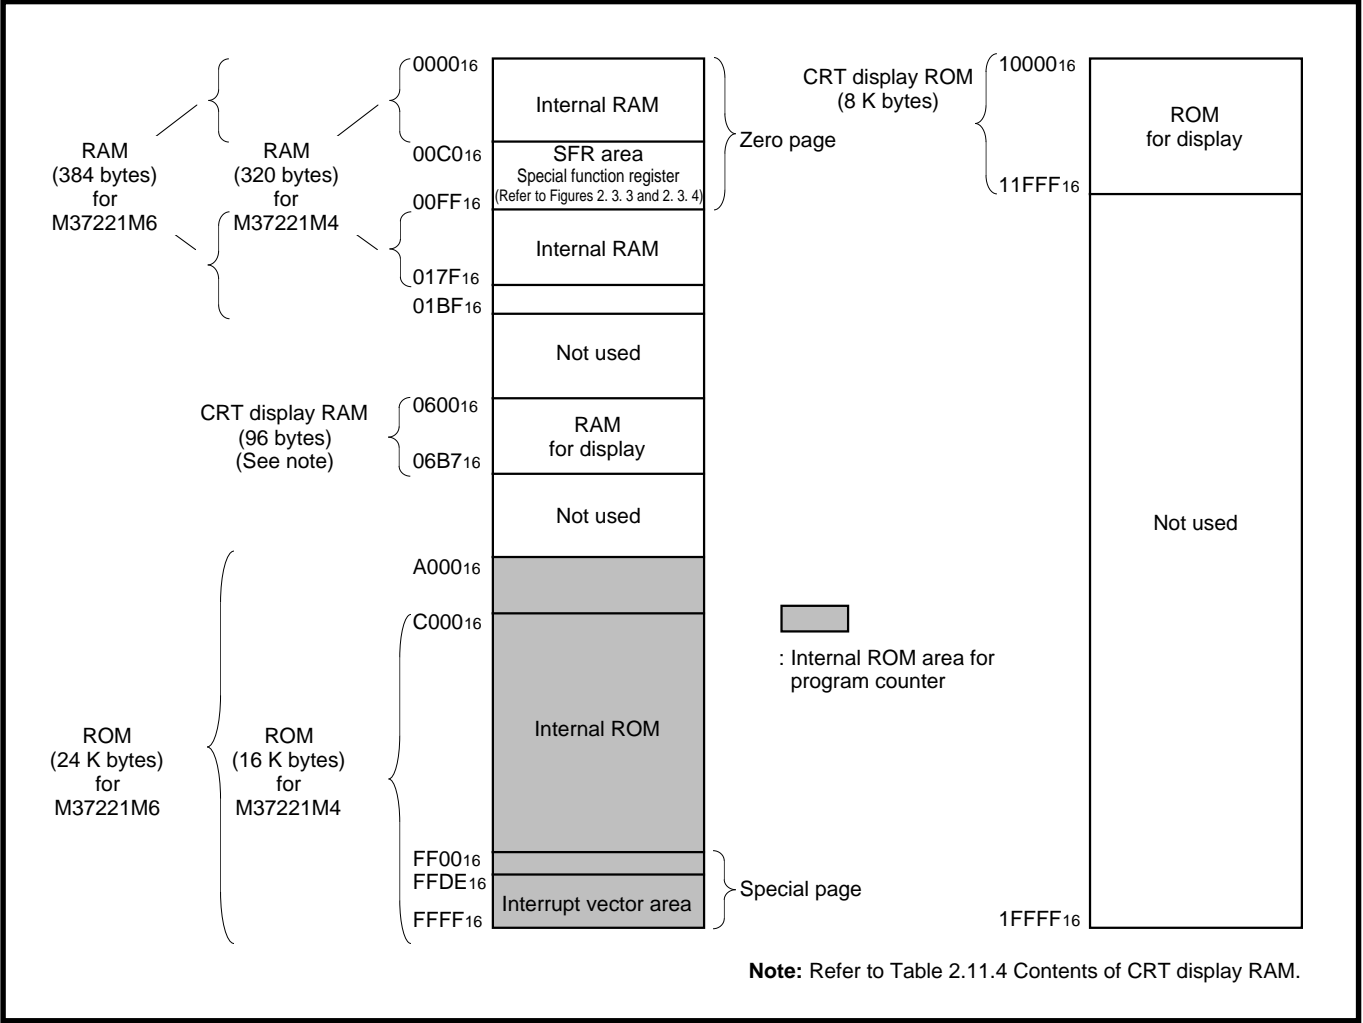 RAM
(384 bytes)
for
M37221M6
RAM
(320 bytes)
for
M37221M4
000016
00C016
00FF16
017F16
01BF16
Internal RAM
SFR area
Special function register
(Refer to Figures 2. 3. 3 and 2. 3. 4)
Internal RAM
Not used
Zero page
CRT display RAM
(96 bytes)
(See note)
060016
06B716
RAM
for display
Not used
ROM
(24 K bytes)
for
M37221M6
ROM
(16 K bytes)
for
M37221M4
A00016
C00016
FF0016
FFDE16
FFFF16
Internal ROM
Interrupt vector area
Special page
CRT display ROM
(8 K bytes)
1000016
11FFF16
ROM
for display
Not used
1FFFF16
: Internal ROM area for
program counter
Note: Refer to Table 2.11.4 Contents of CRT display RAM.